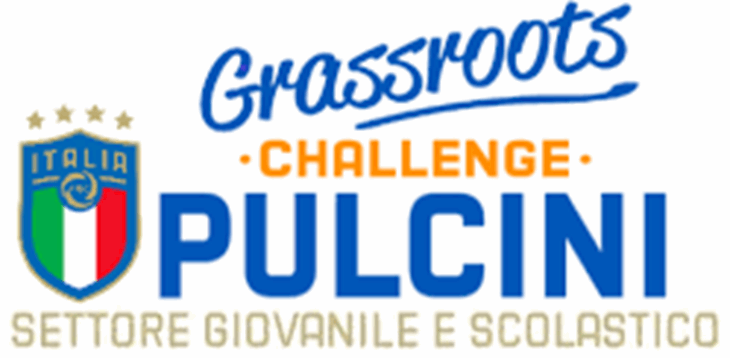 Grassroots
·CHALLENGE·
ITALIA
PULCINI
SETTORE GIOVANILE E SCOLASTICO